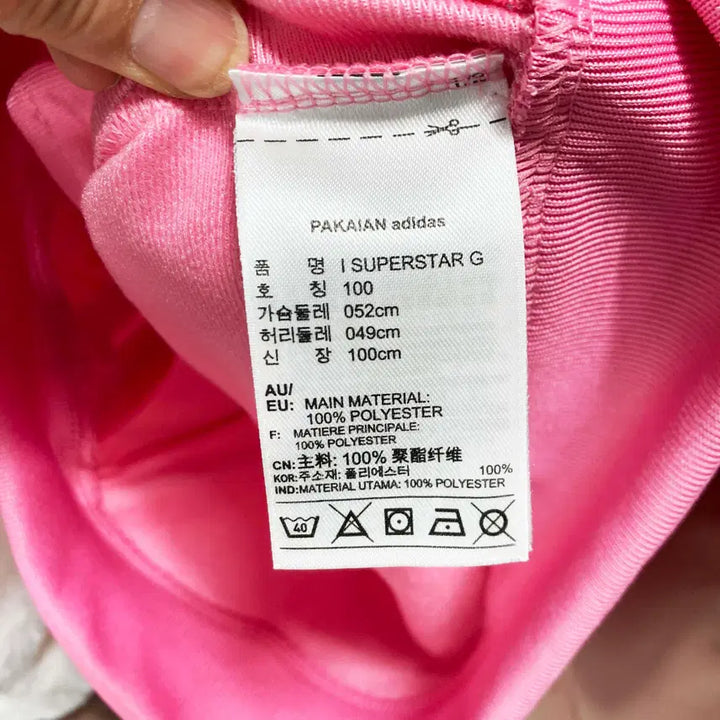 1/2
PAKAIAN adidas
품 명 I SUPERSTAR G
호 칭 100
가슴둘레 052cm
허리둘레 049cm
신 장 100cm
AU/
EU: MAIN MATERIAL:
100% POLYESTER
F: MATIERE PRINCIPALE:
100% POLYESTER
CN:主料: 100% 聚酯纤维
KOR:주소재: 폴리에스터 100%
IND:MATERIAL UTAMA: 100% POLYESTER
40